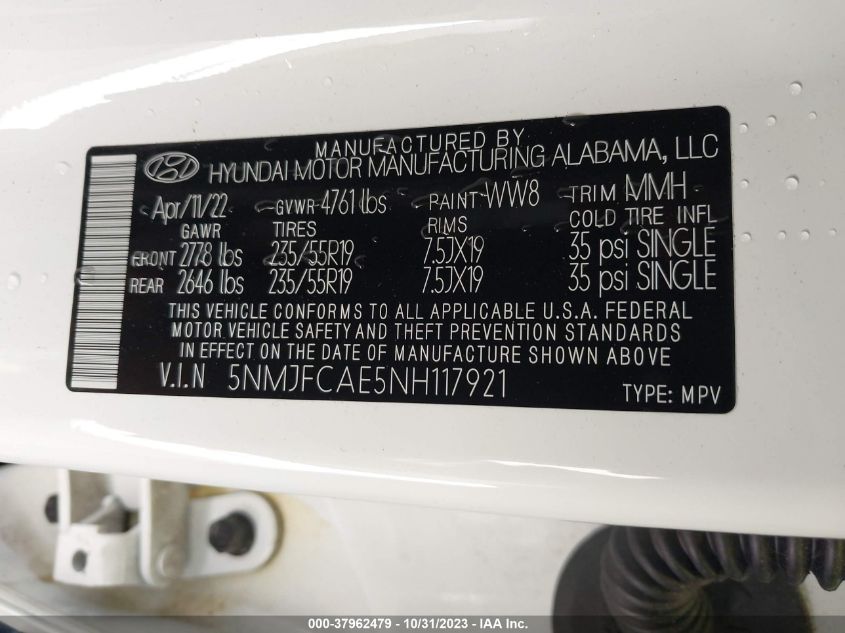 MANUFACTURED BY
HYUNDAI MOTOR MANUFACTURING ALABAMA, LLC
Apr/11/22 GVWR 4761 lbs PAINT WW8 TRIM MMH
GAWR TIRES RIMS COLD TIRE INFL
FRONT 2778 lbs 235/55R19 7.5JX19 35 psi SINGLE
REAR 2646 lbs 235/55R19 7.5JX19 35 psi SINGLE
THIS VEHICLE CONFORMS TO ALL APPLICABLE U.S.A. FEDERAL
MOTOR VEHICLE SAFETY AND THEFT PREVENTION STANDARDS
IN EFFECT ON THE DATE OF MANUFACTURE SHOWN ABOVE
V.I.N 5NMJFCAE5NH117921 TYPE: MPV
000-37962479 - 10/31/2023 - IAA Inc.